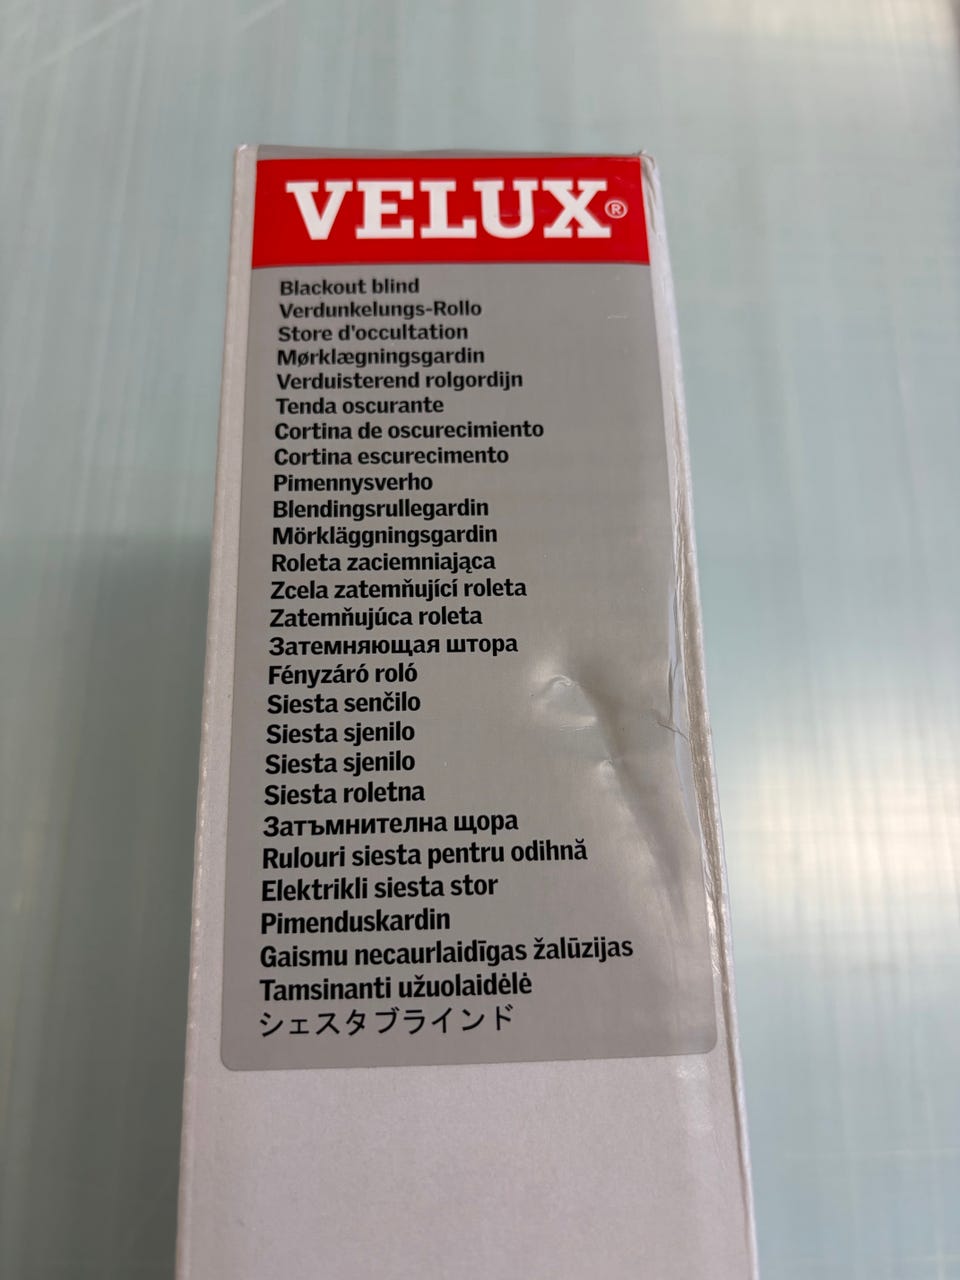 VELUX®
Blackout blind
Verdunkelungs-Rollo
Store d'occultation
Mørklægningsgardin
Verduisterend rolgordijn
Tenda oscurante
Cortina de oscurecimiento
Cortina escurecimento
Pimennysverho
Blendingsrullegardin
Mörkläggningsgardin
Roleta zaciemniająca
Zcela zatemňující roleta
Zatemňujúca roleta
Затемняющая штора
Fényzáró roló
Siesta senčilo
Siesta sjenilo
Siesta sjenilo
Siesta roletna
Затъмнителна щора
Rulouri siesta pentru odihnă
Elektrikli siesta stor
Pimenduskardin
Gaismu necaurlaidīgas žalūzijas
Tamsinanti užuolaidėlė
シェスタブラインド